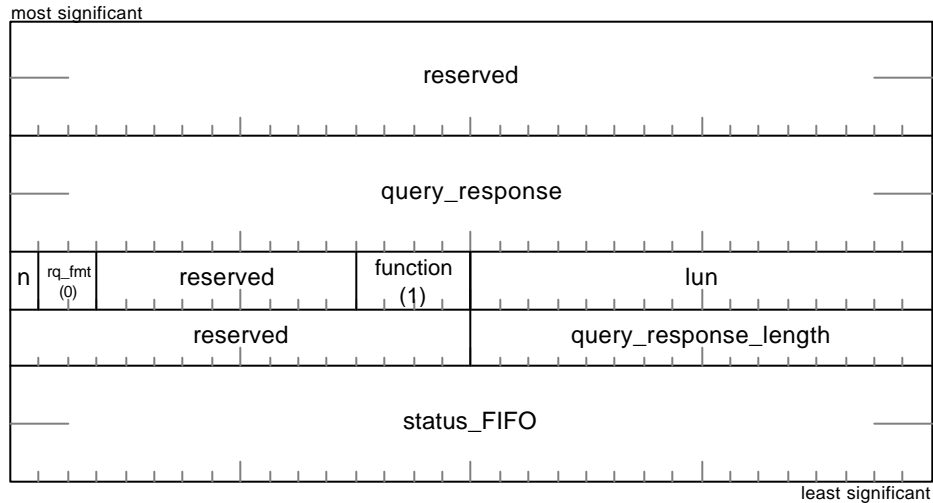 most significant
reserved
query_response
n rq_fmt (0) reserved function (1) lun
reserved query_response_length
status_FIFO
least significant